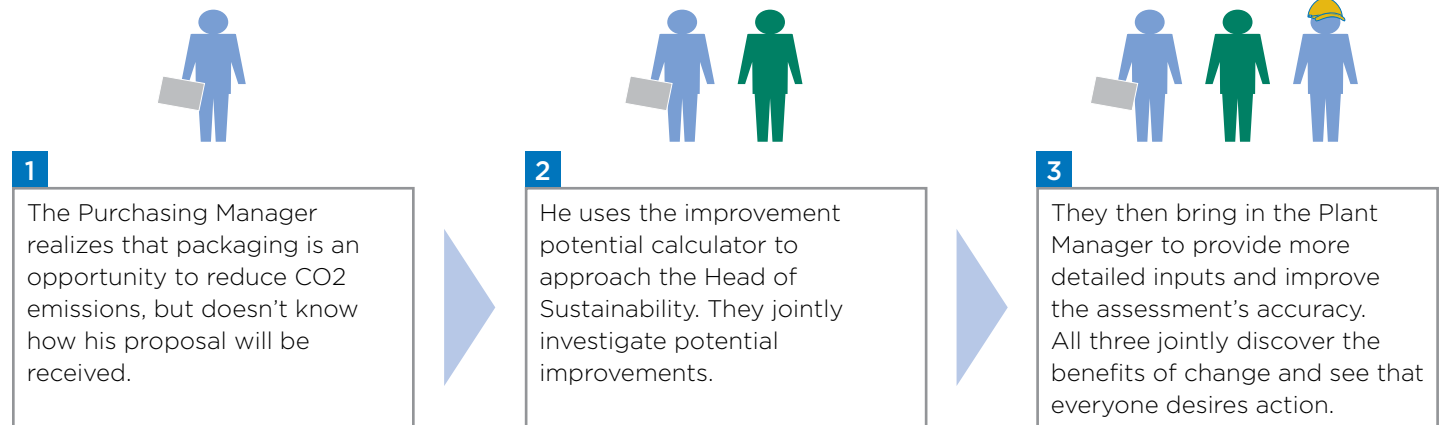 1
The Purchasing Manager
realizes that packaging is an
opportunity to reduce CO2
emissions, but doesn’t know
how his proposal will be
received.
2
He uses the improvement
potential calculator to
approach the Head of
Sustainability. They jointly
investigate potential
improvements.
3
They then bring in the Plant
Manager to provide more
detailed inputs and improve
the assessment’s accuracy.
All three jointly discover the
benefits of change and see that
everyone desires action.